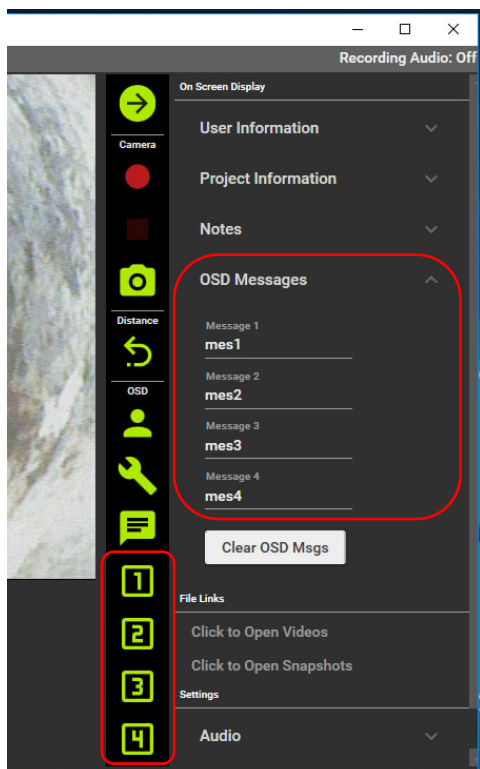 Recording Audio: Off
On Screen Display
User Information
Camera
Project Information
Notes
OSD Messages
Distance
Message 1
mes1
Message 2
mes2
OSD
Message 3
mes3
Message 4
mes4
Clear OSD Msgs
1
File Links
2
Click to Open Videos
Click to Open Snapshots
3
Settings
4
Audio